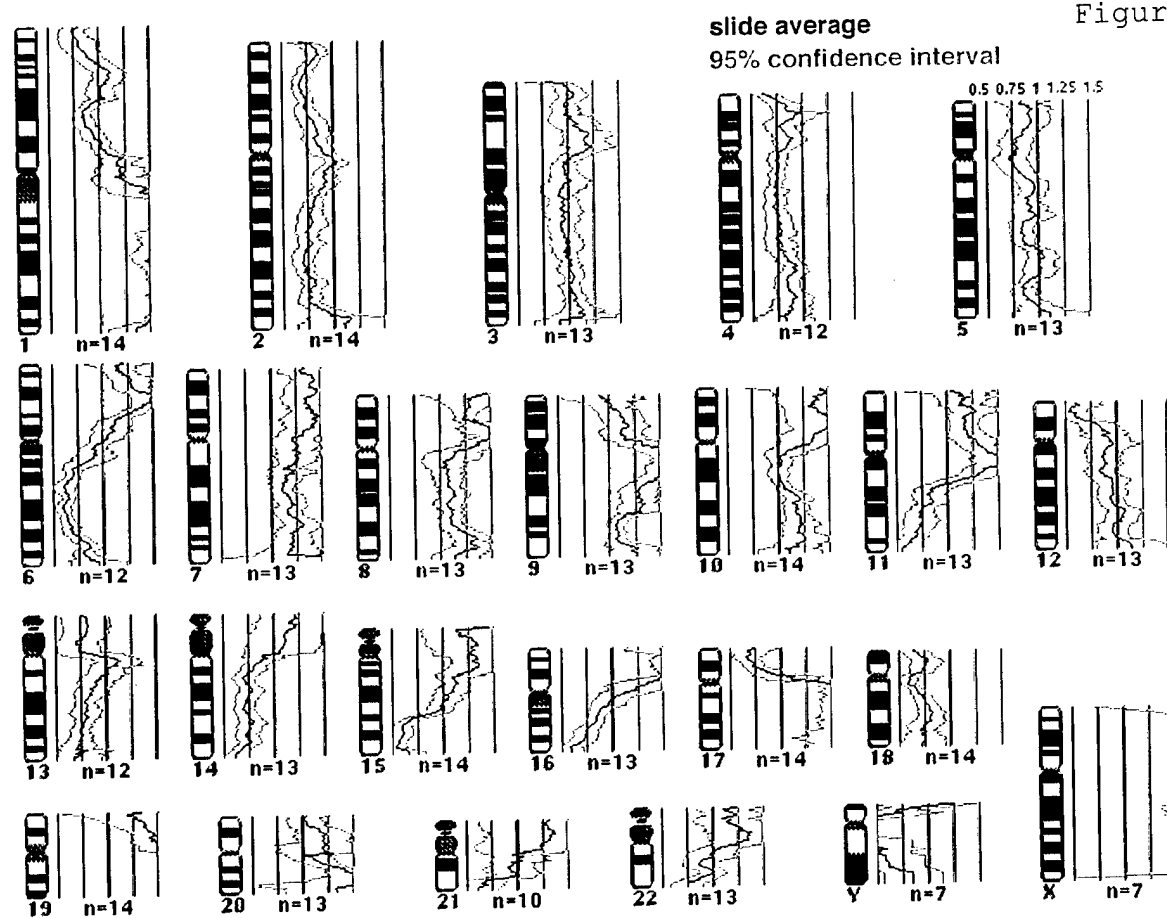 Figur
slide average
95% confidence interval
0.5 0.75 1 1.25 1.5
1 n=14
2 n=14
3 n=13
4 n=12
5 n=13
6 n=12
7 n=13
8 n=13
9 n=13
10 n=14
11 n=13
12 n=13
13 n=12
14 n=13
15 n=14
16 n=13
17 n=14
18 n=14
19 n=14
20 n=13
21 n=10
22 n=13
Y n=7
X n=7